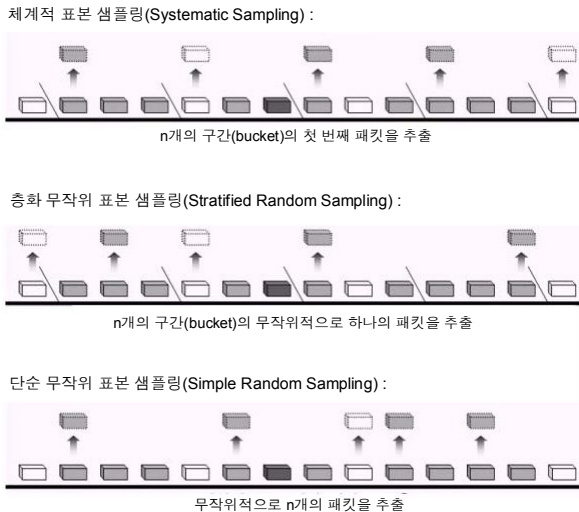 체계적 표본 샘플링(Systematic Sampling) :
n개의 구간(bucket)의 첫 번째 패킷을 추출
층화 무작위 표본 샘플링(Stratified Random Sampling) :
n개의 구간(bucket)의 무작위적으로 하나의 패킷을 추출
단순 무작위 표본 샘플링(Simple Random Sampling) :
무작위적으로 n개의 패킷을 추출